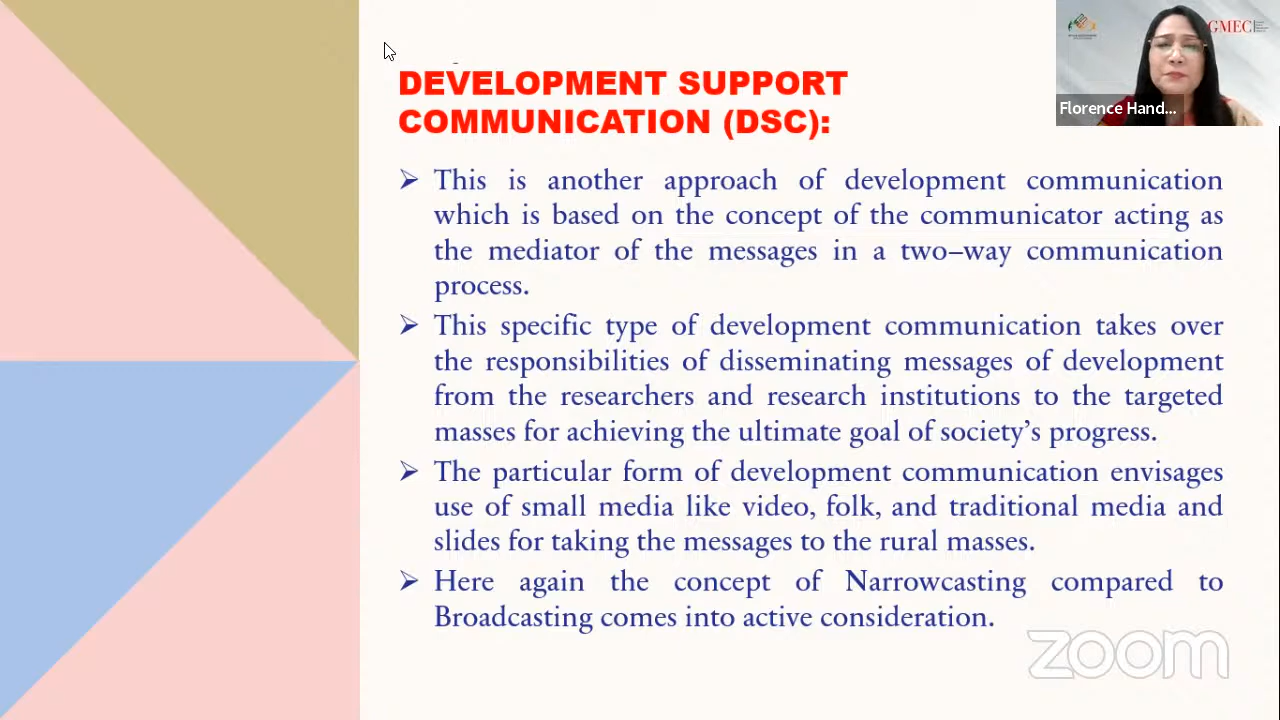 DEVELOPMENT SUPPORT
COMMUNICATION (DSC):
This is another approach of development communication
which is based on the concept of the communicator acting as
the mediator of the messages in a two–way communication
process.
This specific type of development communication takes over
the responsibilities of disseminating messages of development
from the researchers and research institutions to the targeted
masses for achieving the ultimate goal of society's progress.
The particular form of development communication envisages
use of small media like video, folk, and traditional media and
slides for taking the messages to the rural masses.
Here again the concept of Narrowcasting compared to
Broadcasting comes into active consideration.
GMEC
Florence Hand...
zoom